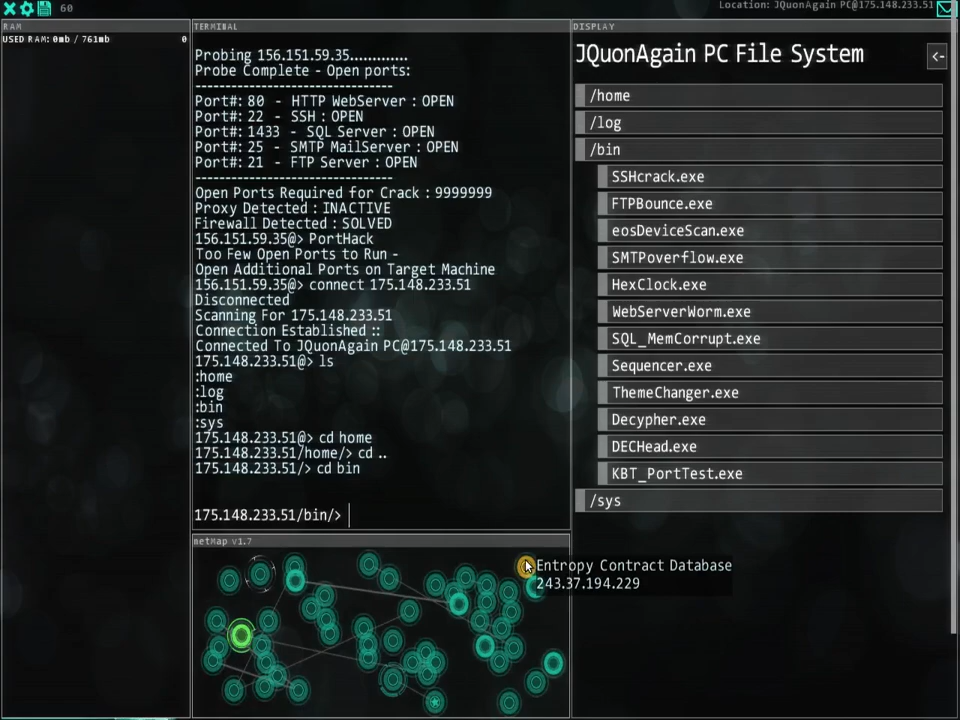 60
Location: JQuonAgain PC@175.148.233.51
RAM
USED RAM: 0mb / 761mb 0
TERMINAL
Probing 156.151.59.35.............
Probe Complete - Open ports:
---------------------------------
Port#: 80 - HTTP WebServer : OPEN
Port#: 22 - SSH : OPEN
Port#: 1433 - SQL Server : OPEN
Port#: 25 - SMTP MailServer : OPEN
Port#: 21 - FTP Server : OPEN
---------------------------------
Open Ports Required for Crack : 9999999
Proxy Detected : INACTIVE
Firewall Detected : SOLVED
156.151.59.35@> PortHack
Too Few Open Ports to Run -
Open Additional Ports on Target Machine
156.151.59.35@> connect 175.148.233.51
Disconnected
Scanning For 175.148.233.51
Connection Established ::
Connected To JQuonAgain PC@175.148.233.51
175.148.233.51@> ls
:home
:log
:bin
:sys
175.148.233.51@> cd home
175.148.233.51/home/> cd ..
175.148.233.51/> cd bin
175.148.233.51/bin/>
netMap v1.7
Entropy Contract Database
243.37.194.229
DISPLAY
JQuonAgain PC File System
<-
/home
/log
/bin
SSHcrack.exe
FTPBounce.exe
eosDeviceScan.exe
SMTPoverflow.exe
HexClock.exe
WebServerWorm.exe
SQL_MemCorrupt.exe
Sequencer.exe
ThemeChanger.exe
Decypher.exe
DECHead.exe
KBT_PortTest.exe
/sys